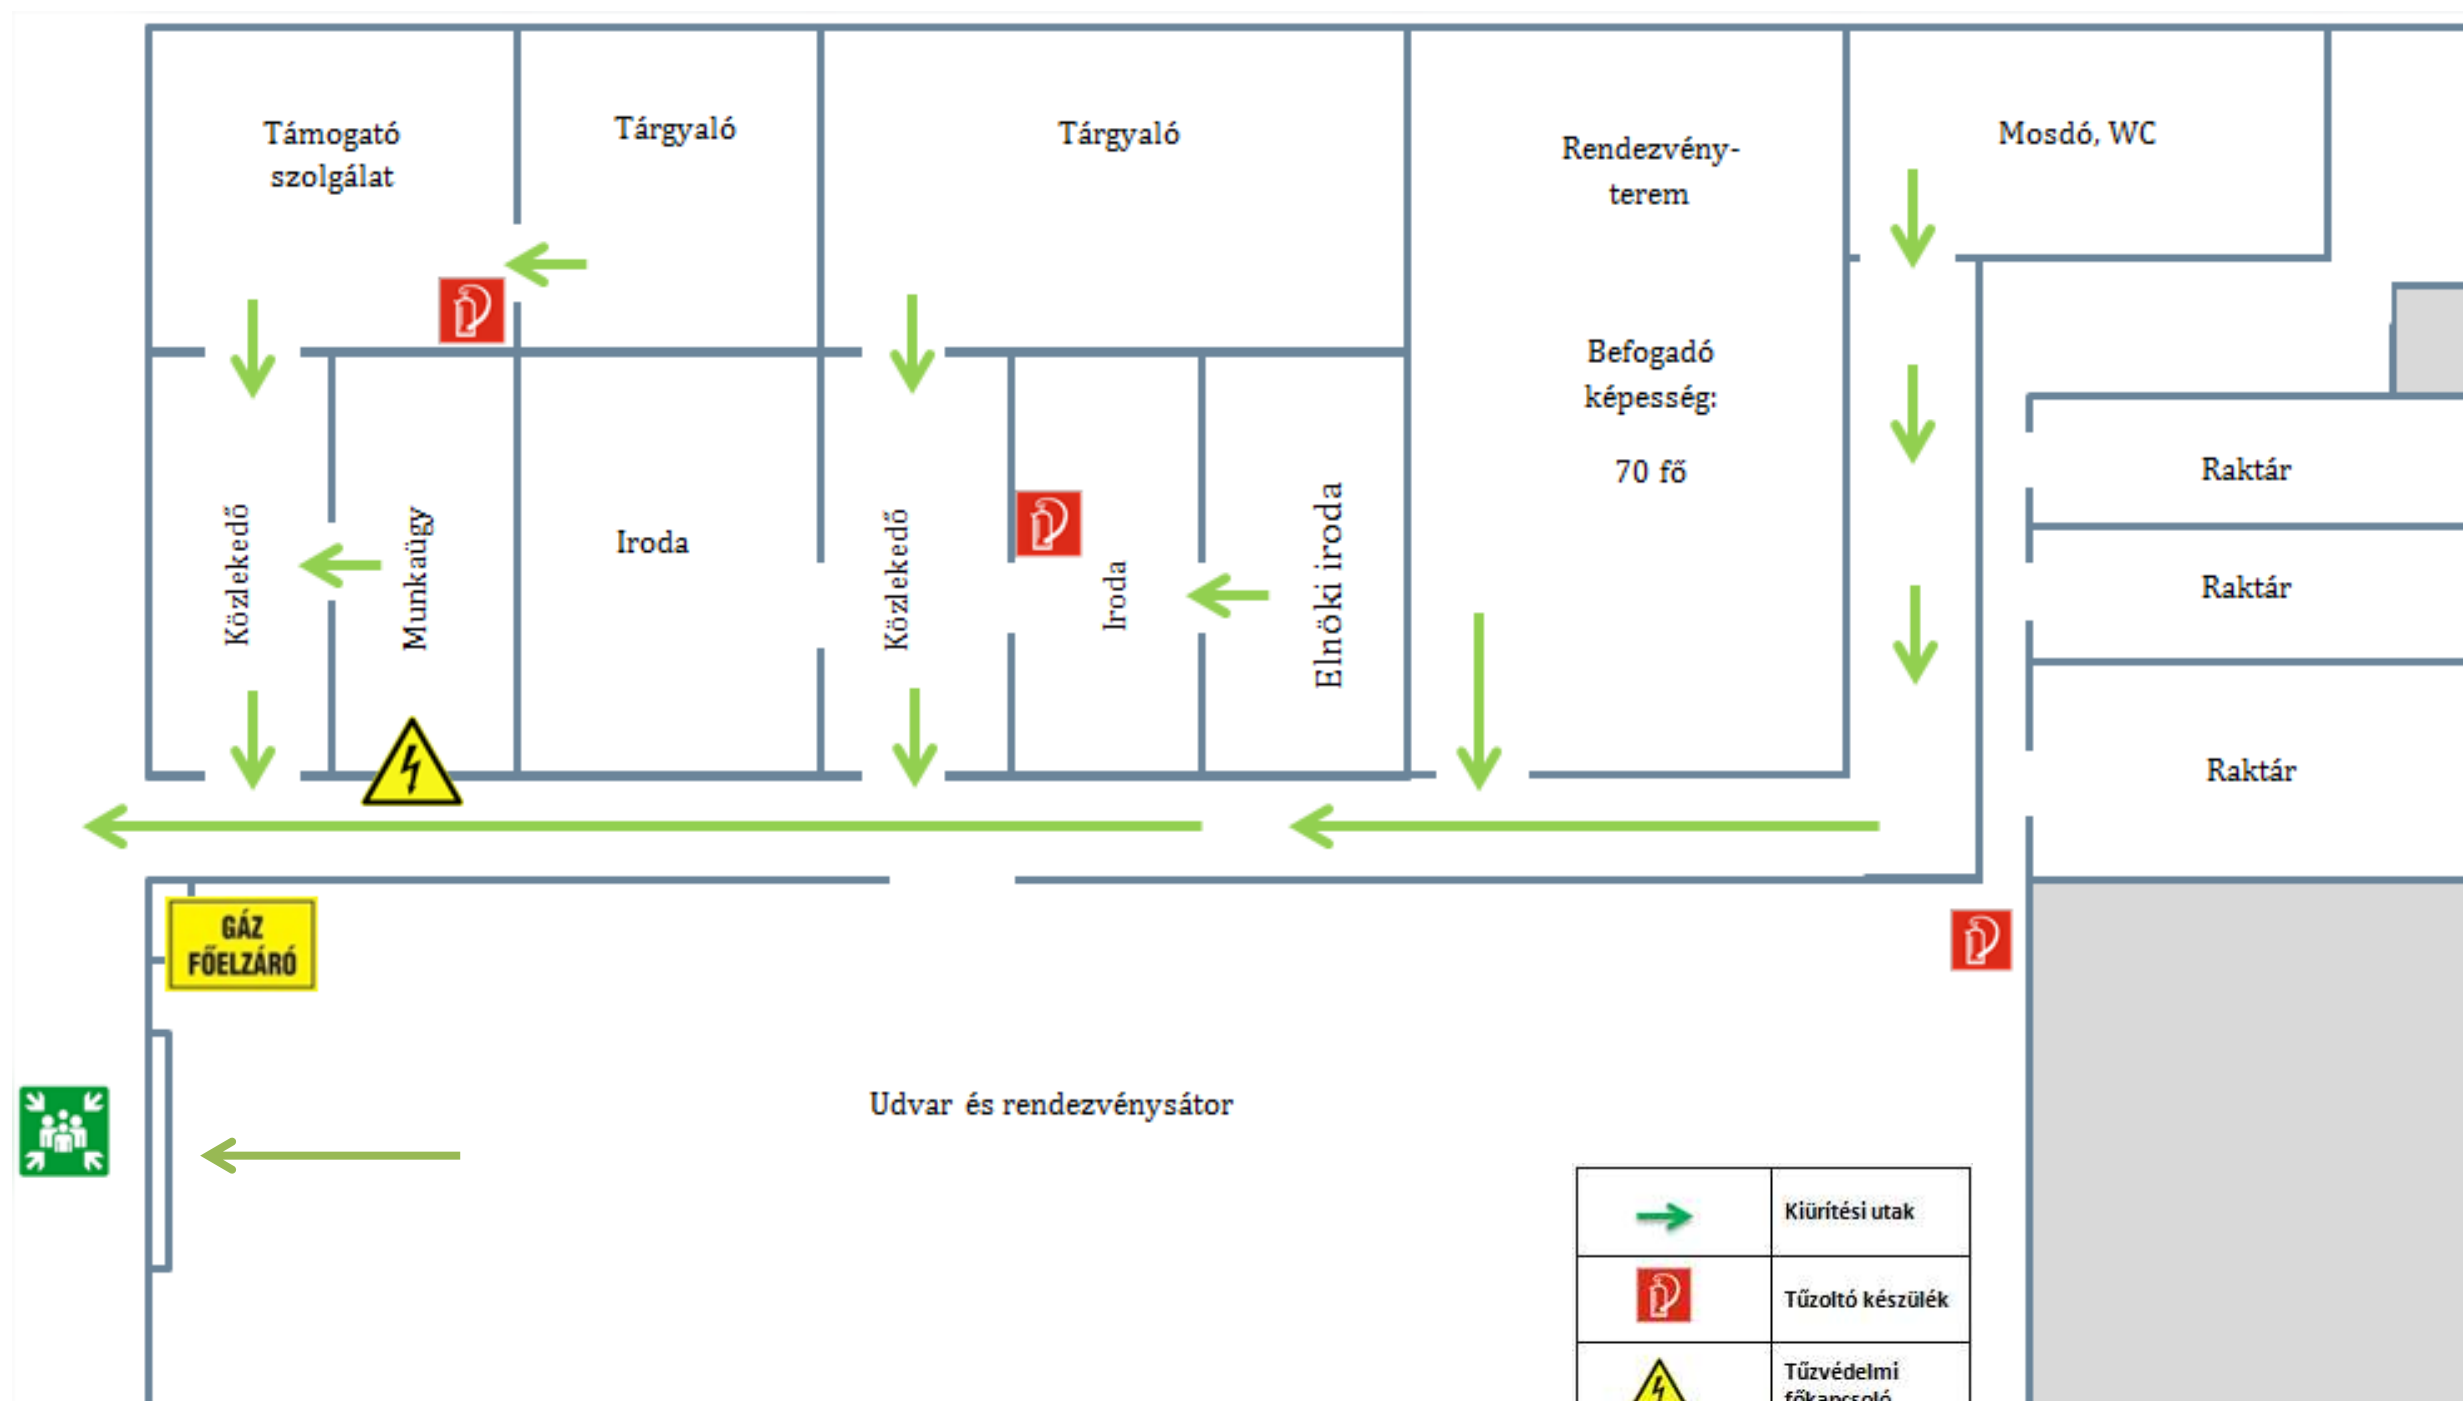 Támogató
szolgálat
Tárgyaló
Tárgyaló
Rendezvény-
terem
Befogadó
képesség:
70 fő
Mosdó, WC
Közlekedő
Munkaügy
Iroda
Közlekedő
Iroda
Elnöki iroda
Raktár
Raktár
Raktár
GÁZ
FŐELZÁRÓ
Udvar és rendezvénysátor
Kiürítési utak
Tűzoltó készülék
Tűzvédelmi
főkapcsoló